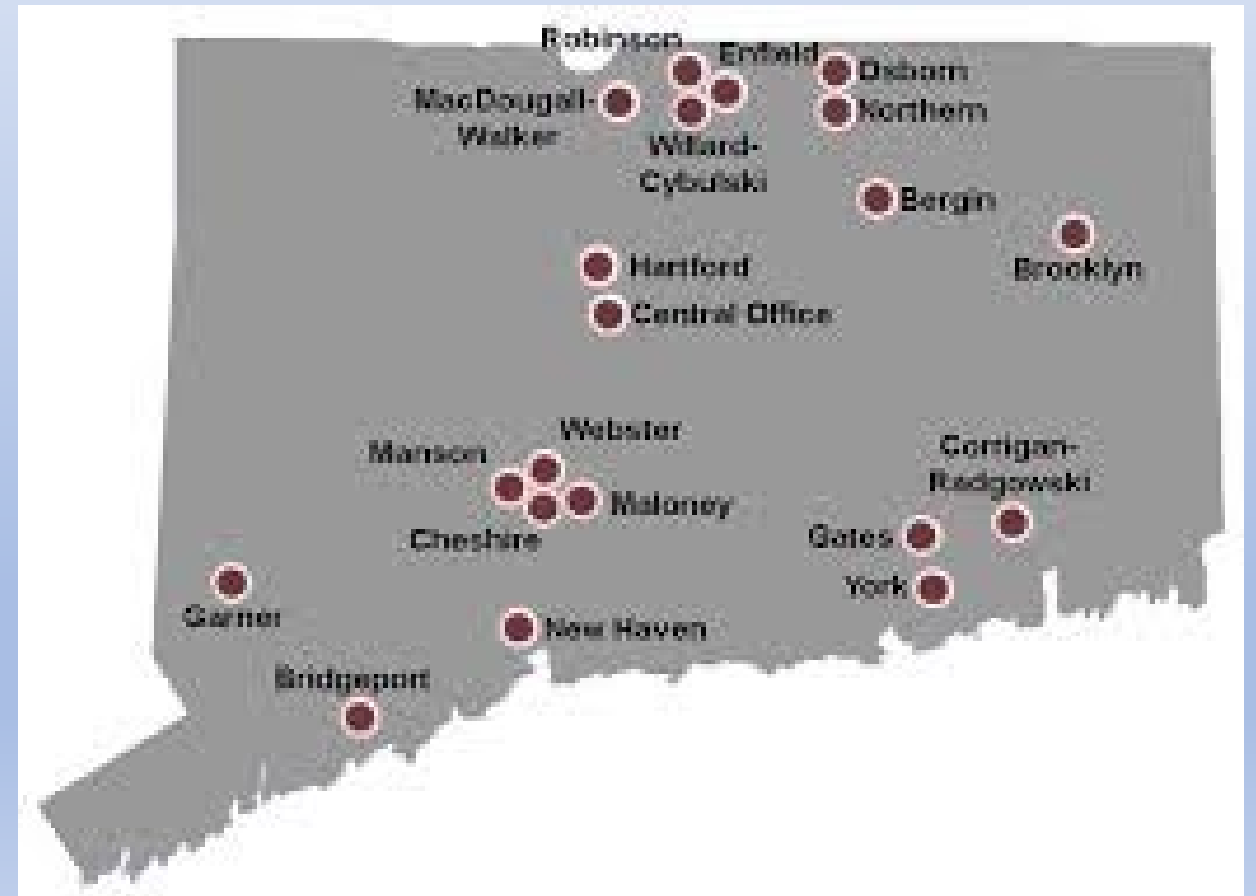 Robinson
Enfield
Osborn
MacDougall-
Walker
Northern
Willard-
Cybulski
Bergin
Brooklyn
Hartford
Central Office
Webster
Manson
Maloney
Cheshire
Corrigan-
Radgowski
Gates
York
Garner
New Haven
Bridgeport